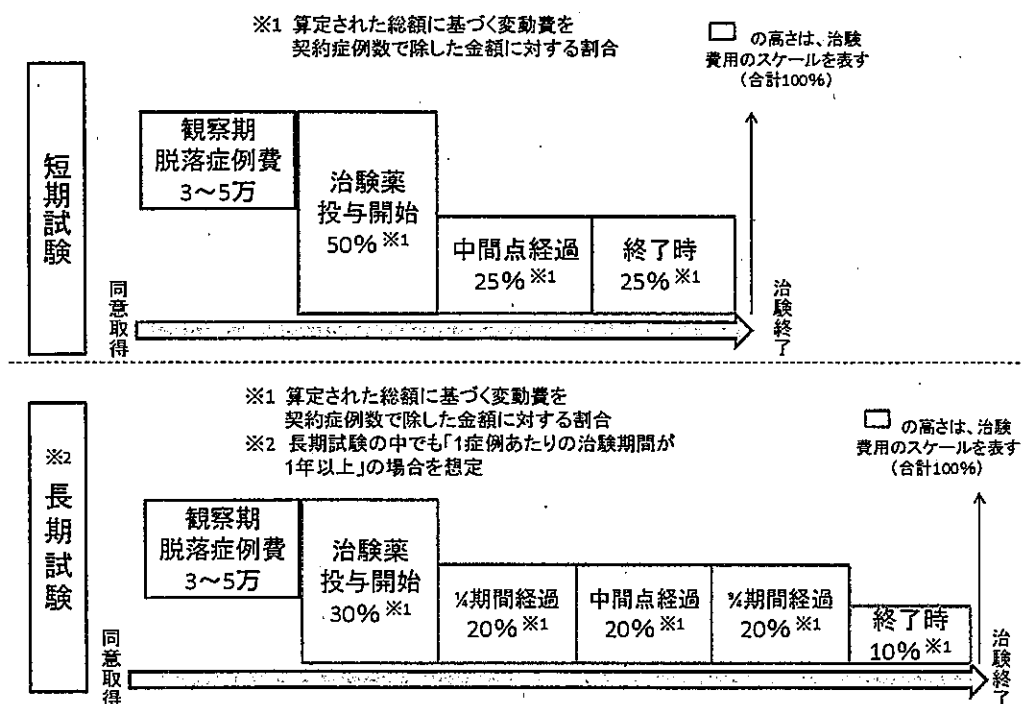 ※1 算定された総額に基づく変動費を
契約症例数で除した金額に対する割合
□ の高さは、治験
費用のスケールを表す
(合計100%)
短期試験
観察期
脱落症例費
3～5万
治験薬
投与開始
50% ※1
中間点経過
25% ※1
終了時
25% ※1
同意取得
治験終了
※1 算定された総額に基づく変動費を
契約症例数で除した金額に対する割合
※2 長期試験の中でも「1症例あたりの治験期間が
1年以上」の場合を想定
□ の高さは、治験
費用のスケールを表す
(合計100%)
※2
長期試験
観察期
脱落症例費
3～5万
治験薬
投与開始
30% ※1
¼期間経過
20% ※1
中間点経過
20% ※1
¾期間経過
20% ※1
終了時
10% ※1
同意取得
治験終了